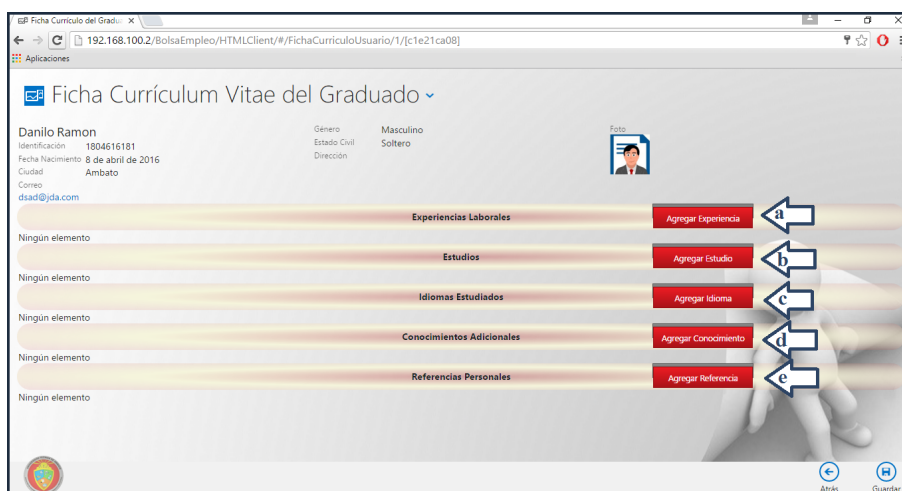 Ficha Currículo del Gradu
192.168.100.2/BolsaEmpleo/HTMLClient/#/FichaCurriculoUsuario/1/[c1e21ca08]
Aplicaciones
Ficha Currículum Vitae del Graduado
Danilo Ramon
Identificación 1804616181
Fecha Nacimiento 8 de abril de 2016
Ciudad Ambato
Correo
dsad@jda.com
Género Masculino
Estado Civil Soltero
Dirección
Foto
Experiencias Laborales Agregar Experiencia a
Ningún elemento
Estudios Agregar Estudio b
Ningún elemento
Idiomas Estudiados Agregar Idioma c
Ningún elemento
Conocimientos Adicionales Agregar Conocimiento d
Ningún elemento
Referencias Personales Agregar Referencia e
Ningún elemento
Atrás Guardar